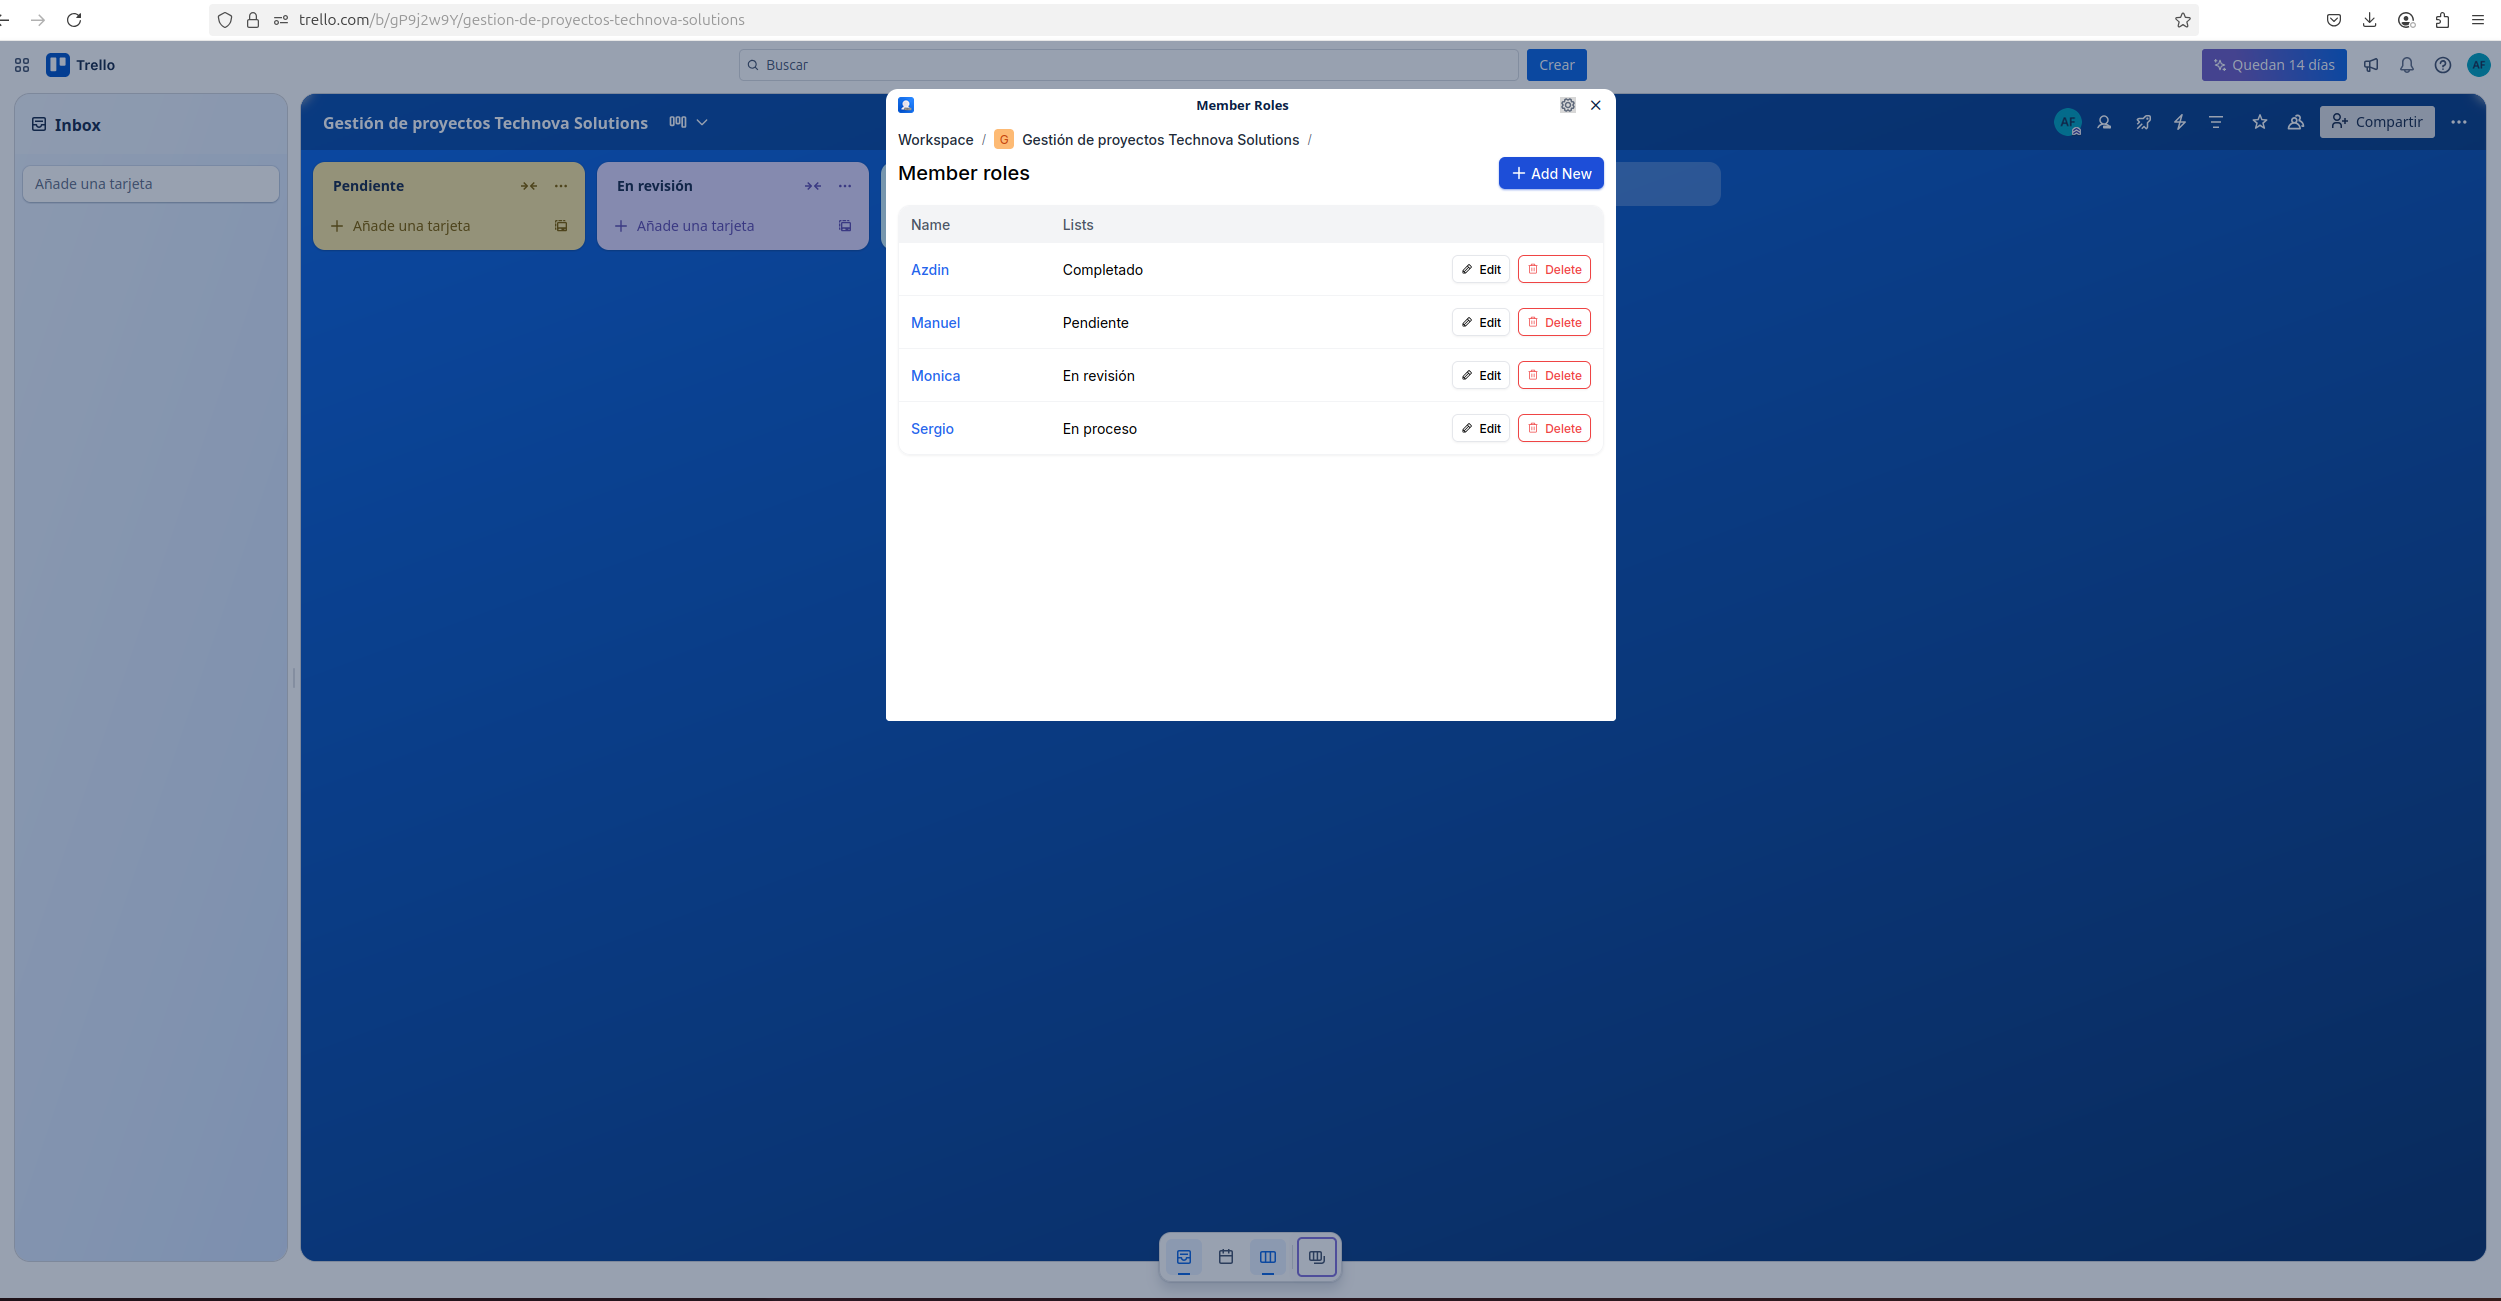 trello.com/b/gP9j2w9Y/gestion-de-proyectos-technova-solutions
Trello
Buscar
Crear
Quedan 14 días
AF
Inbox
Añade una tarjeta
Gestión de proyectos Technova Solutions
AF
Compartir
Pendiente
Añade una tarjeta
En revisión
Añade una tarjeta
Member Roles
Workspace / G Gestión de proyectos Technova Solutions /
Member roles
Add New
Name Lists
Azdin Completado Edit Delete
Manuel Pendiente Edit Delete
Monica En revisión Edit Delete
Sergio En proceso Edit Delete